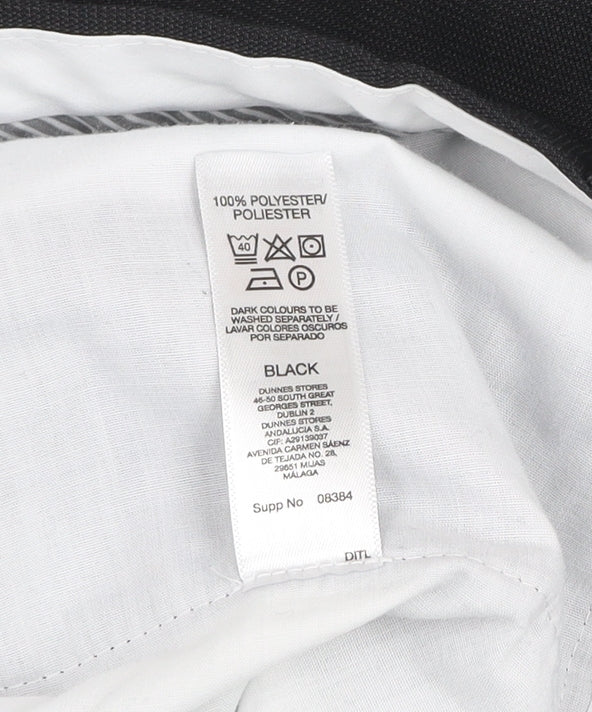 100% POLYESTER/
POLIESTER
40
P
DARK COLOURS TO BE
WASHED SEPARATELY /
LAVAR COLORES OSCUROS
POR SEPARADO
BLACK
DUNNES STORES
46-50 SOUTH GREAT
GEORGES STREET,
DUBLIN 2
DUNNES STORES
ANDALUCIA S.A.
CIF: A29139037
AVENIDA CARMEN SÁENZ
DE TEJADA NO. 28,
29651 MIJAS
MÁLAGA
Supp No 08384
DITL